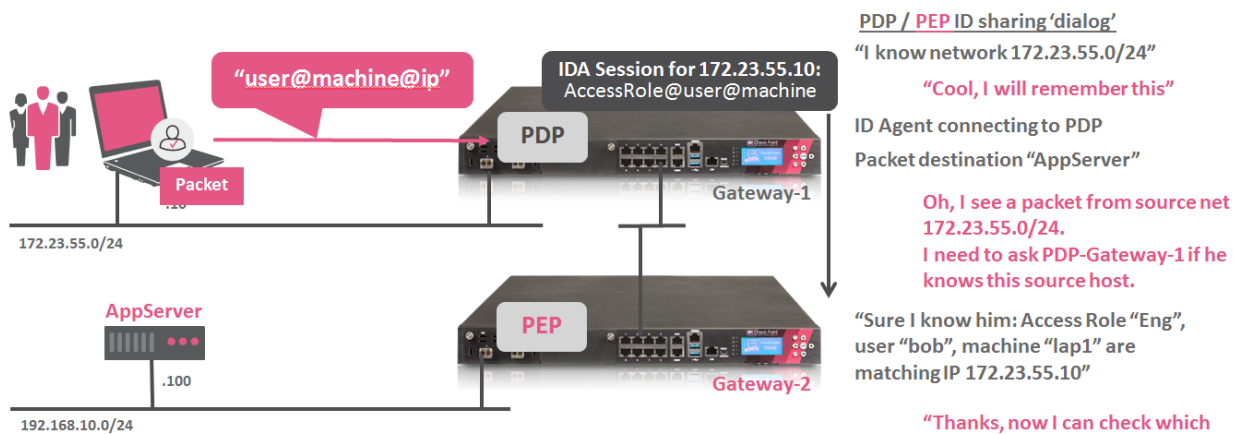 PDP / PEP ID sharing ‘dialog’
“I know network 172.23.55.0/24”
“Cool, I will remember this”
ID Agent connecting to PDP
Packet destination “AppServer”
Oh, I see a packet from source net
172.23.55.0/24.
I need to ask PDP-Gateway-1 if he
knows this source host.
“Sure I know him: Access Role “Eng”,
user “bob”, machine “lap1” are
matching IP 172.23.55.10”
“Thanks, now I can check which
“user@machine@ip”
IDA Session for 172.23.55.10:
AccessRole@user@machine
PDP
Check Point
Packet
.10
Gateway-1
172.23.55.0/24
AppServer
PEP
Check Point
.100
Gateway-2
192.168.10.0/24